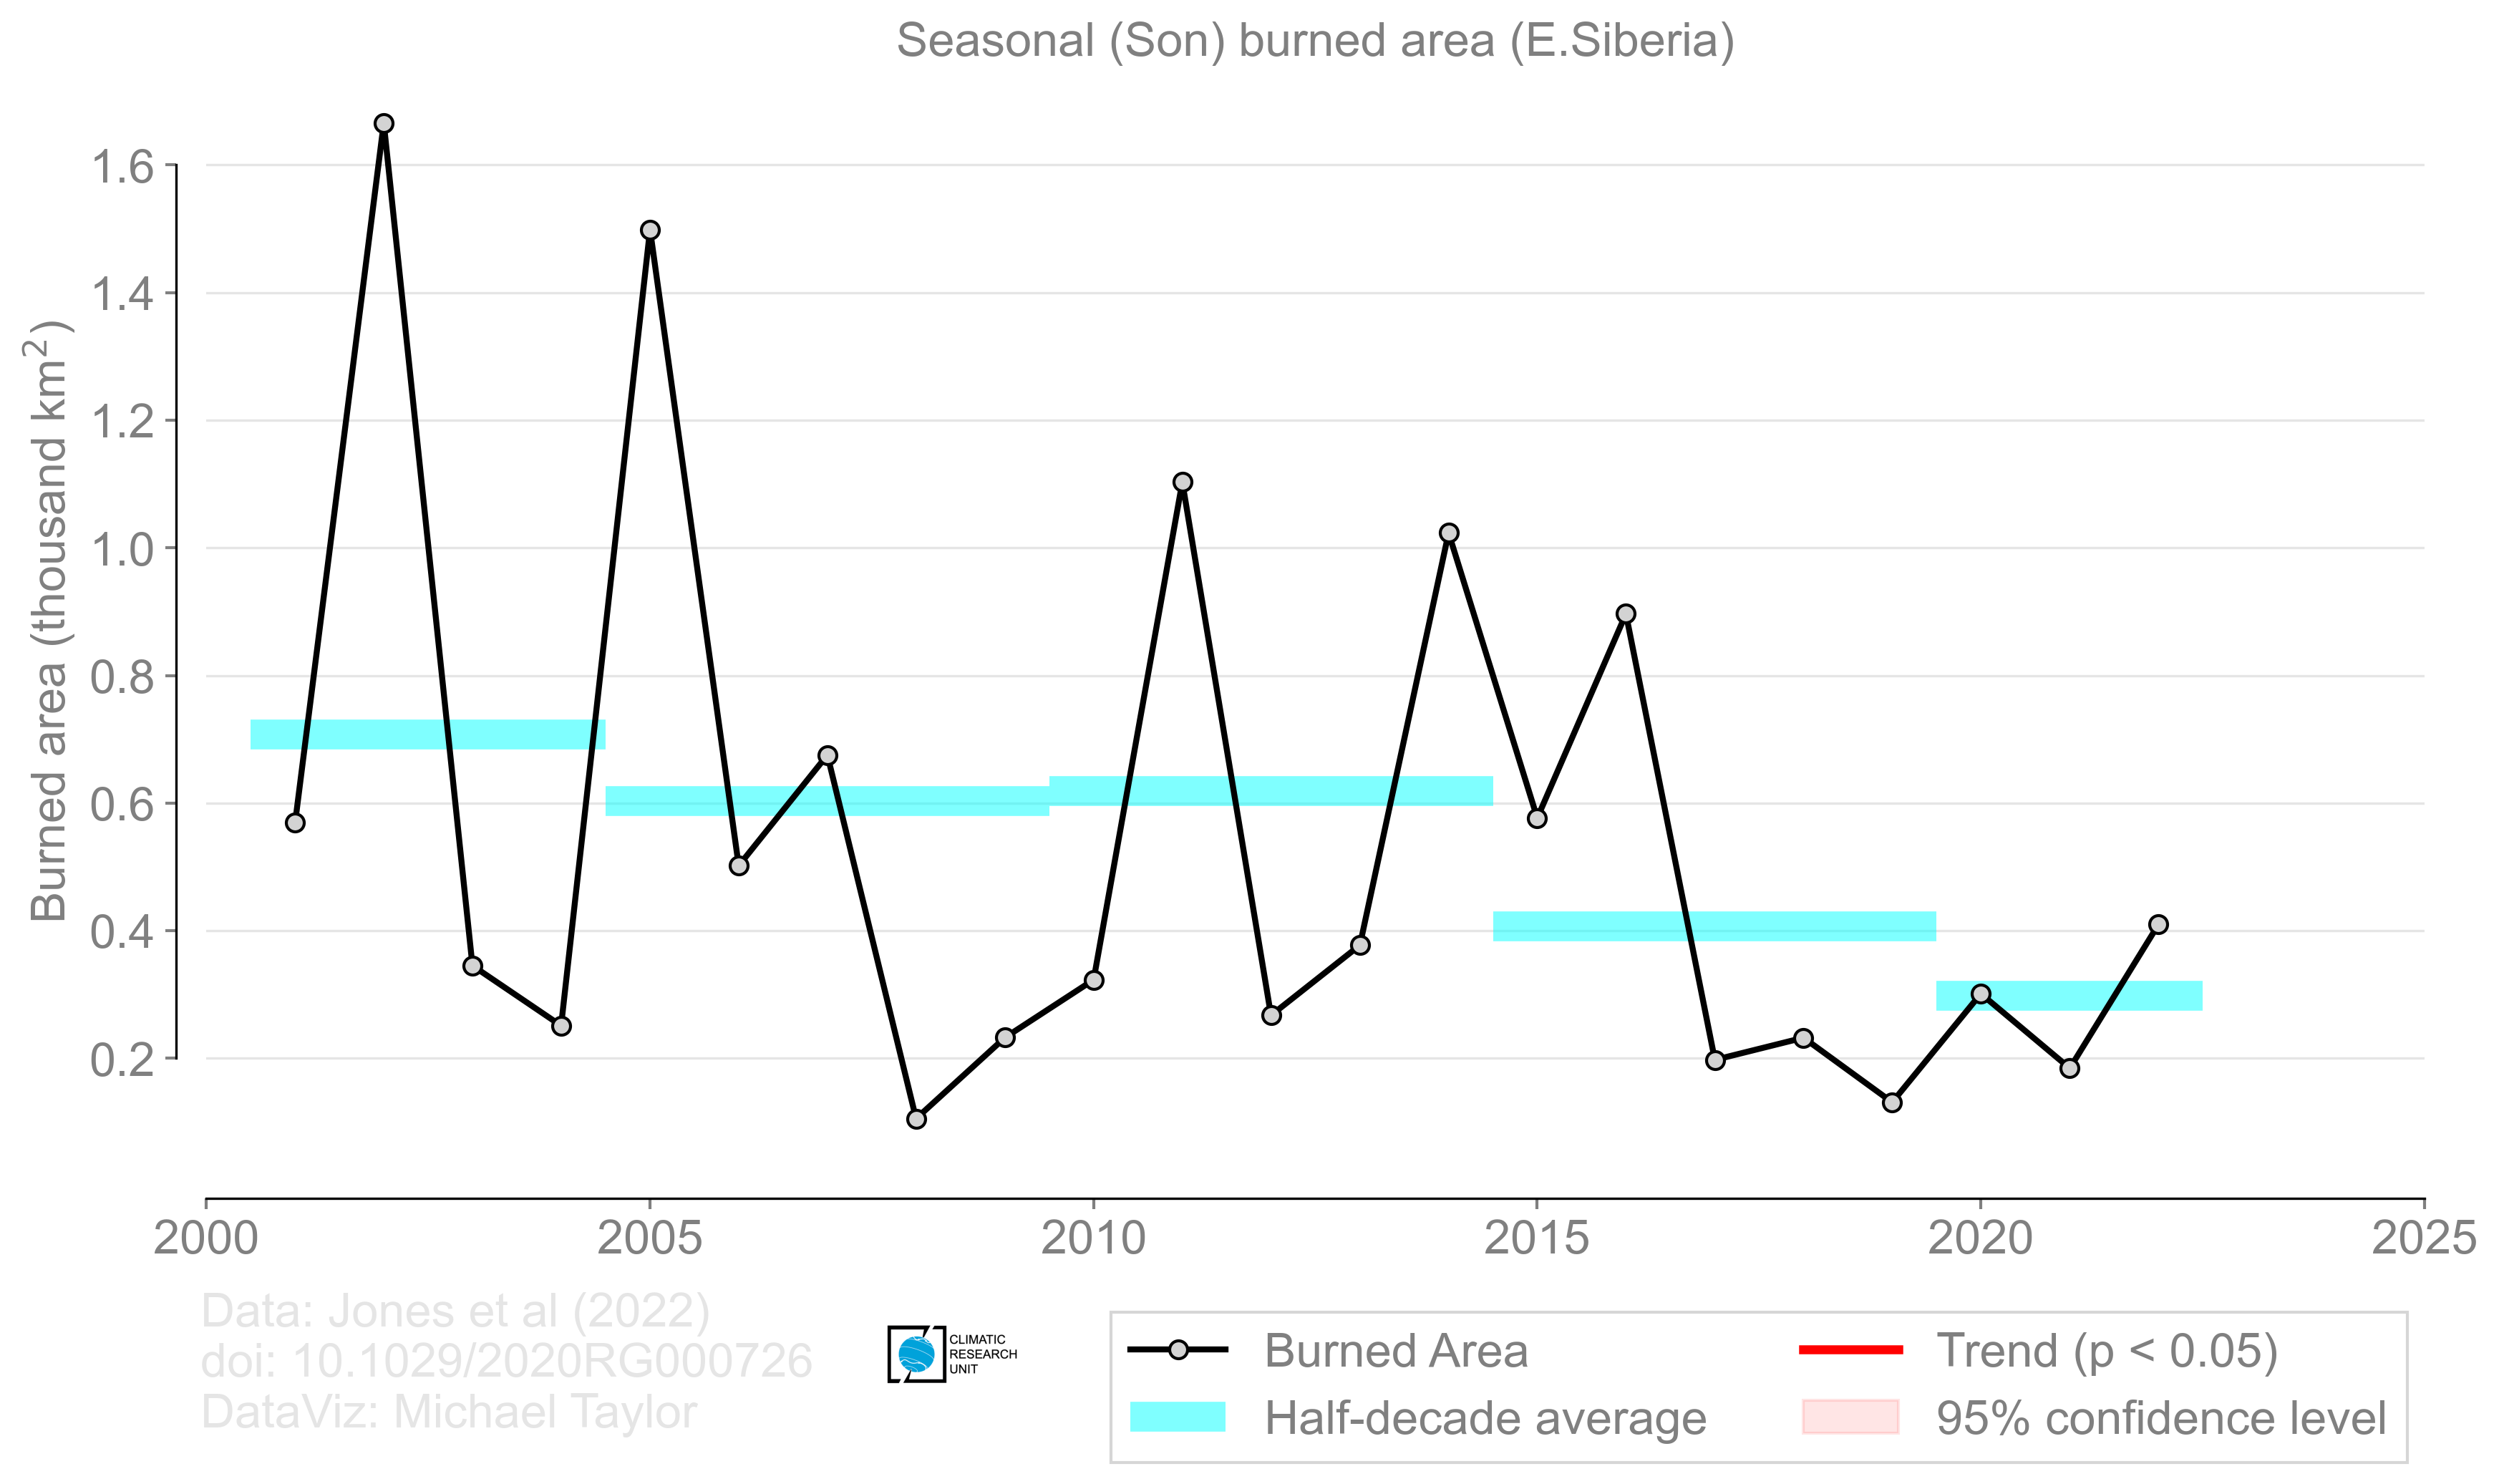 Seasonal (Son) burned area (E.Siberia)
Burned area (thousand km²)
1.6
1.4
1.2
1.0
0.8
0.6
0.4
0.2
2000 2005 2010 2015 2020 2025
Data: Jones et al (2022)
doi: 10.1029/2020RG000726
DataViz: Michael Taylor
CLIMATIC
RESEARCH
UNIT
Burned Area
Half-decade average
Trend (p < 0.05)
95% confidence level